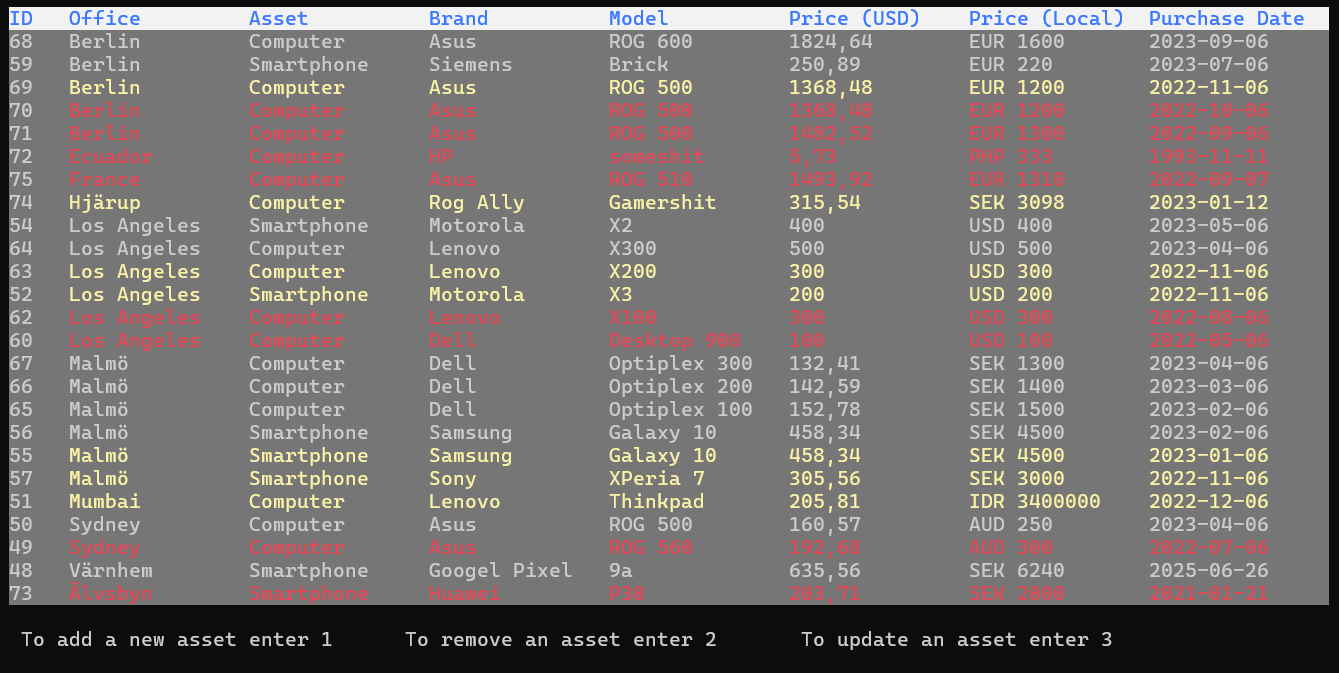 ID Office Asset Brand Model Price (USD) Price (Local) Purchase Date
68 Berlin Computer Asus ROG 600 1824,64 EUR 1600 2023-09-06
59 Berlin Smartphone Siemens Brick 250,89 EUR 220 2023-07-06
69 Berlin Computer Asus ROG 500 1368,48 EUR 1200 2022-11-06
70 Berlin Computer Asus ROG 500 1368,48 EUR 1200 2022-10-06
71 Berlin Computer Asus ROG 500 1482,52 EUR 1300 2022-09-06
72 Ecuador Computer HP someshit 5,73 PHP 333 1993-11-11
75 France Computer Asus ROG 510 1493,92 EUR 1310 2022-09-07
74 Hjärup Computer Rog Ally Gamershit 315,54 SEK 3098 2023-01-12
54 Los Angeles Smartphone Motorola X2 400 USD 400 2023-05-06
64 Los Angeles Computer Lenovo X300 500 USD 500 2023-04-06
63 Los Angeles Computer Lenovo X200 300 USD 300 2022-11-06
52 Los Angeles Smartphone Motorola X3 200 USD 200 2022-11-06
62 Los Angeles Computer Lenovo X100 300 USD 300 2022-08-06
60 Los Angeles Computer Dell Desktop 900 100 USD 100 2022-05-06
67 Malmö Computer Dell Optiplex 300 132,41 SEK 1300 2023-04-06
66 Malmö Computer Dell Optiplex 200 142,59 SEK 1400 2023-03-06
65 Malmö Computer Dell Optiplex 100 152,78 SEK 1500 2023-02-06
56 Malmö Smartphone Samsung Galaxy 10 458,34 SEK 4500 2023-02-06
55 Malmö Smartphone Samsung Galaxy 10 458,34 SEK 4500 2023-01-06
57 Malmö Smartphone Sony XPeria 7 305,56 SEK 3000 2022-11-06
51 Mumbai Computer Lenovo Thinkpad 205,81 IDR 3400000 2022-12-06
50 Sydney Computer Asus ROG 500 160,57 AUD 250 2023-04-06
49 Sydney Computer Asus ROG 560 192,68 AUD 300 2022-07-06
48 Värnhem Smartphone Googel Pixel 9a 635,56 SEK 6240 2025-06-26
73 Älvsbyn Smartphone Huawei P30 203,71 SEK 2000 2021-01-21
To add a new asset enter 1 To remove an asset enter 2 To update an asset enter 3